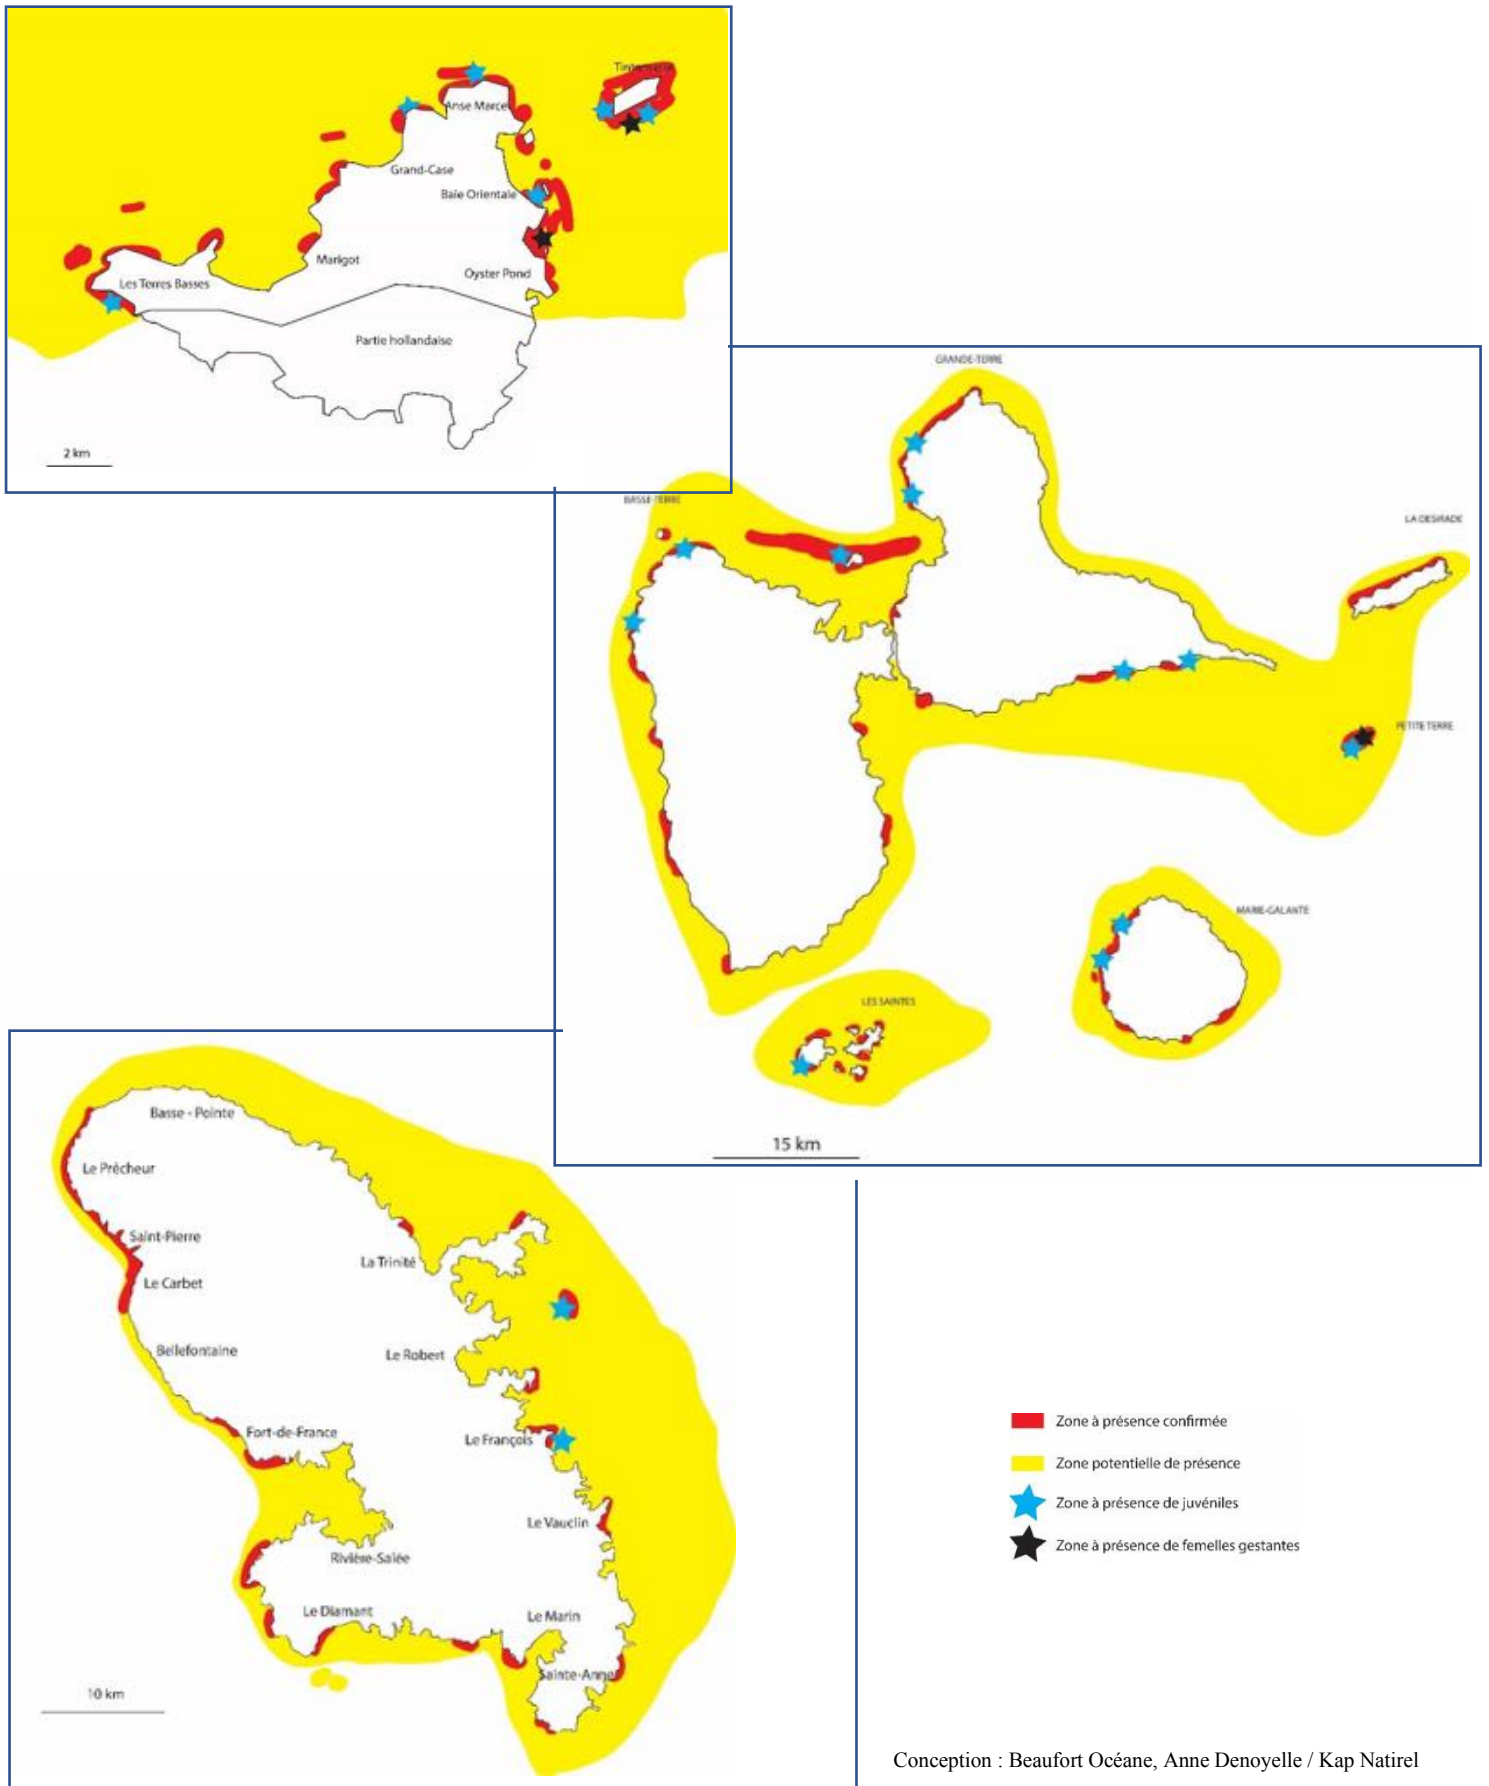 Tintamarre
Anse Marcel
Grand-Case
Baie Orientale
Marigot
Oyster Pond
Les Terres Basses
Partie hollandaise
2 km
GRANDE-TERRE
BASSE-TERRE
LA DESIRADE
PETITE TERRE
MARIE-GALANTE
LES SAINTES
15 km
Basse - Pointe
Le Prêcheur
Saint-Pierre
La Trinité
Le Carbet
Bellefontaine
Le Robert
Fort-de-France
Le François
Le Vauclin
Rivière-Salée
Le Diamant
Le Marin
Sainte-Anne
10 km
Zone à présence confirmée
Zone potentielle de présence
Zone à présence de juvéniles
Zone à présence de femelles gestantes
Conception : Beaufort Océane, Anne Denoyelle / Kap Natirel